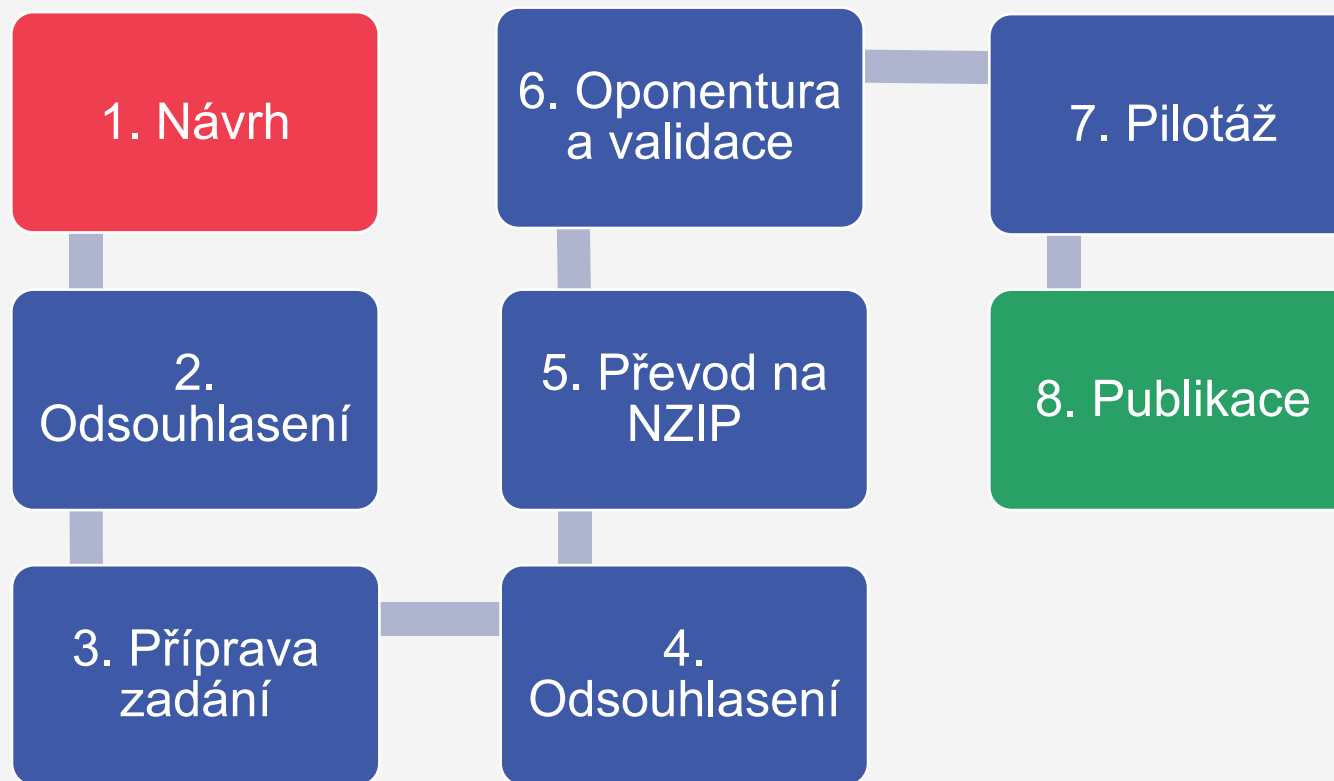 1. Návrh
2.
Odsouhlasení
3. Příprava
zadání
4.
Odsouhlasení
5. Převod na
NZIP
6. Oponentura
a validace
7. Pilotáž
8. Publikace